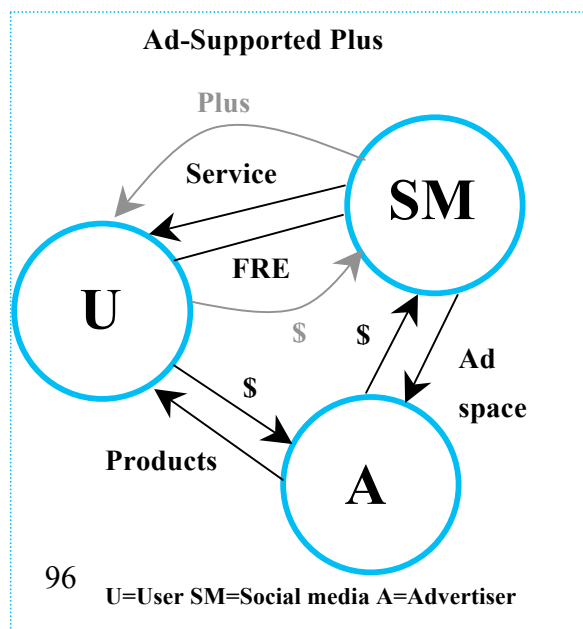 Ad-Supported Plus
Plus
Service
SM
FRE
U
$
$
$
Ad
space
Products
A
96
U=User SM=Social media A=Advertiser